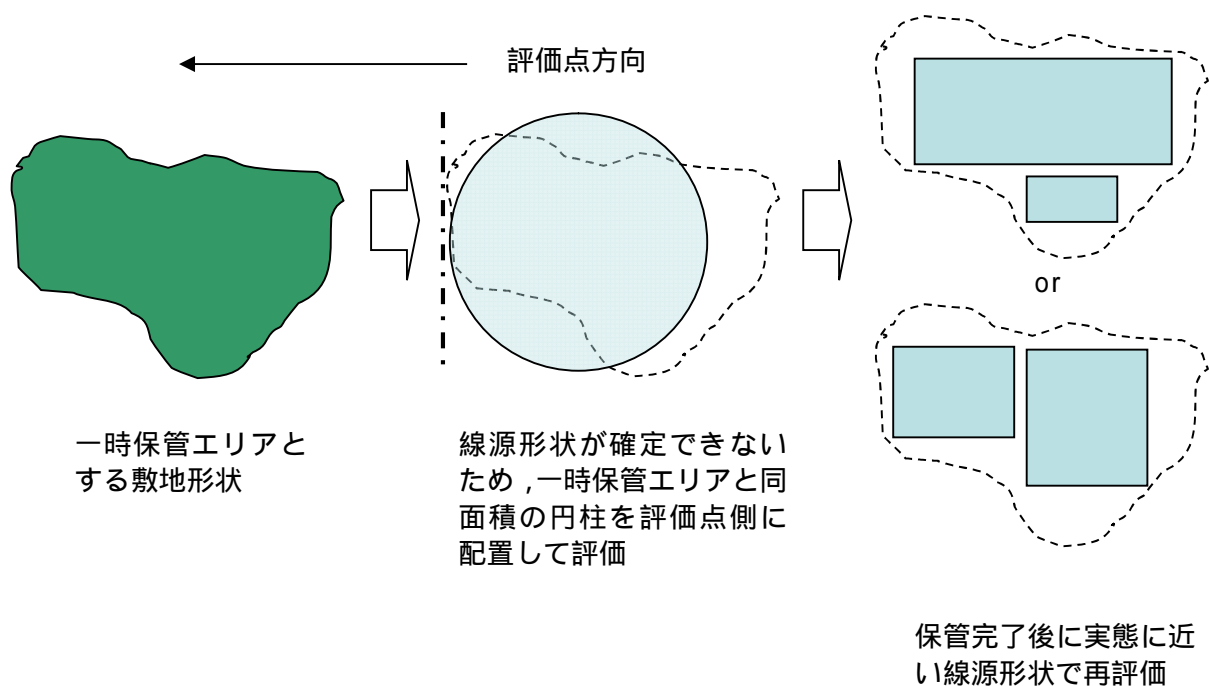 評価点方向
一時保管エリアと
する敷地形状
線源形状が確定できない
ため,一時保管エリアと同
面積の円柱を評価点側に
配置して評価
or
保管完了後に実態に近
い線源形状で再評価